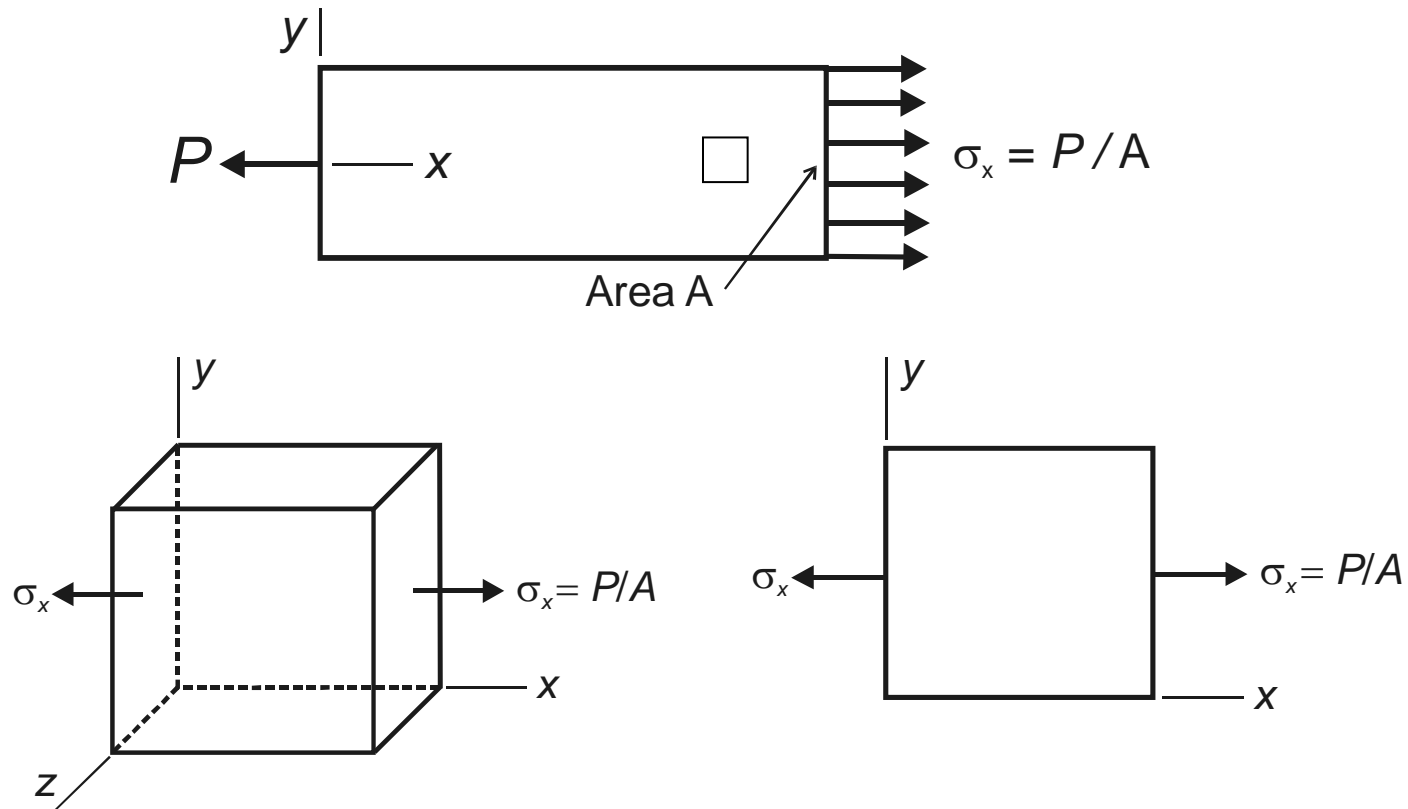 y
P
x
σx = P / A
Area A
y
σx
σx= P/A
x
z
y
σx
σx= P/A
x